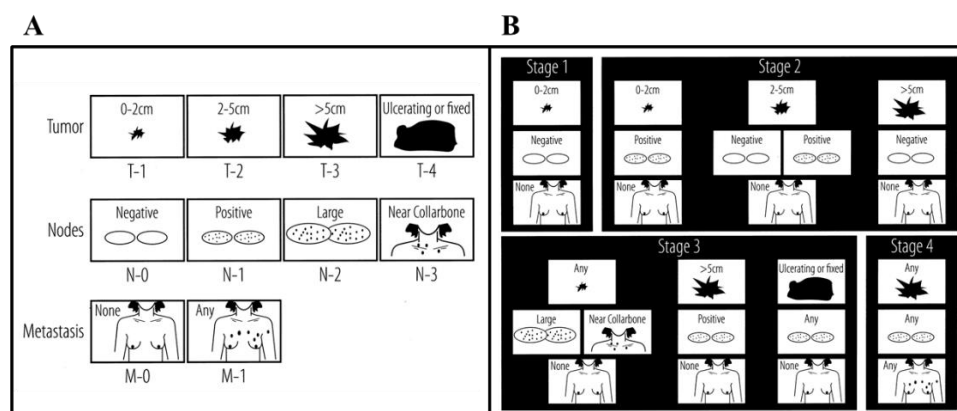 A
B
0-2cm 2-5cm >5cm Ulcerating or fixed
Tumor
T-1 T-2 T-3 T-4
Negative Positive Large Near Collarbone
Nodes
N-0 N-1 N-2 N-3
None Any
Metastasis
M-0 M-1
Stage 1 Stage 2
0-2cm 0-2cm 2-5cm >5cm
Negative Positive Negative Positive Negative
None None None None
Stage 3 Stage 4
Any >5cm Ulcerating or fixed Any
Large Near Collarbone Positive Any Any
None None None Any